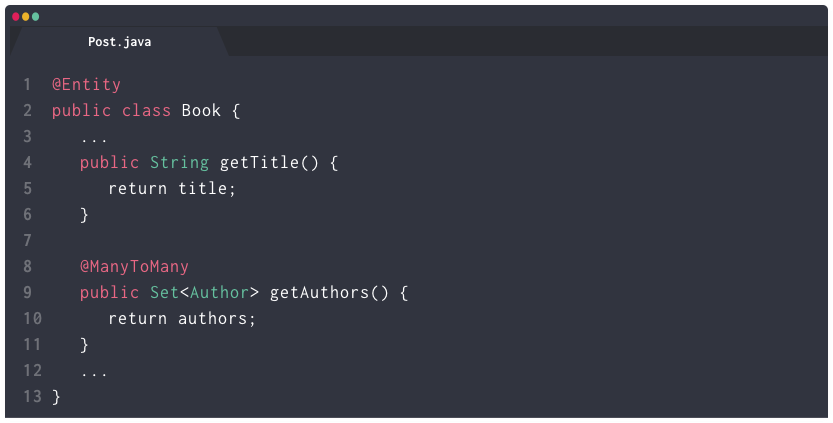 Post.java
1 @Entity
2 public class Book {
3 ...
4 public String getTitle() {
5 return title;
6 }
7
8 @ManyToMany
9 public Set<Author> getAuthors() {
10 return authors;
11 }
12 ...
13 }